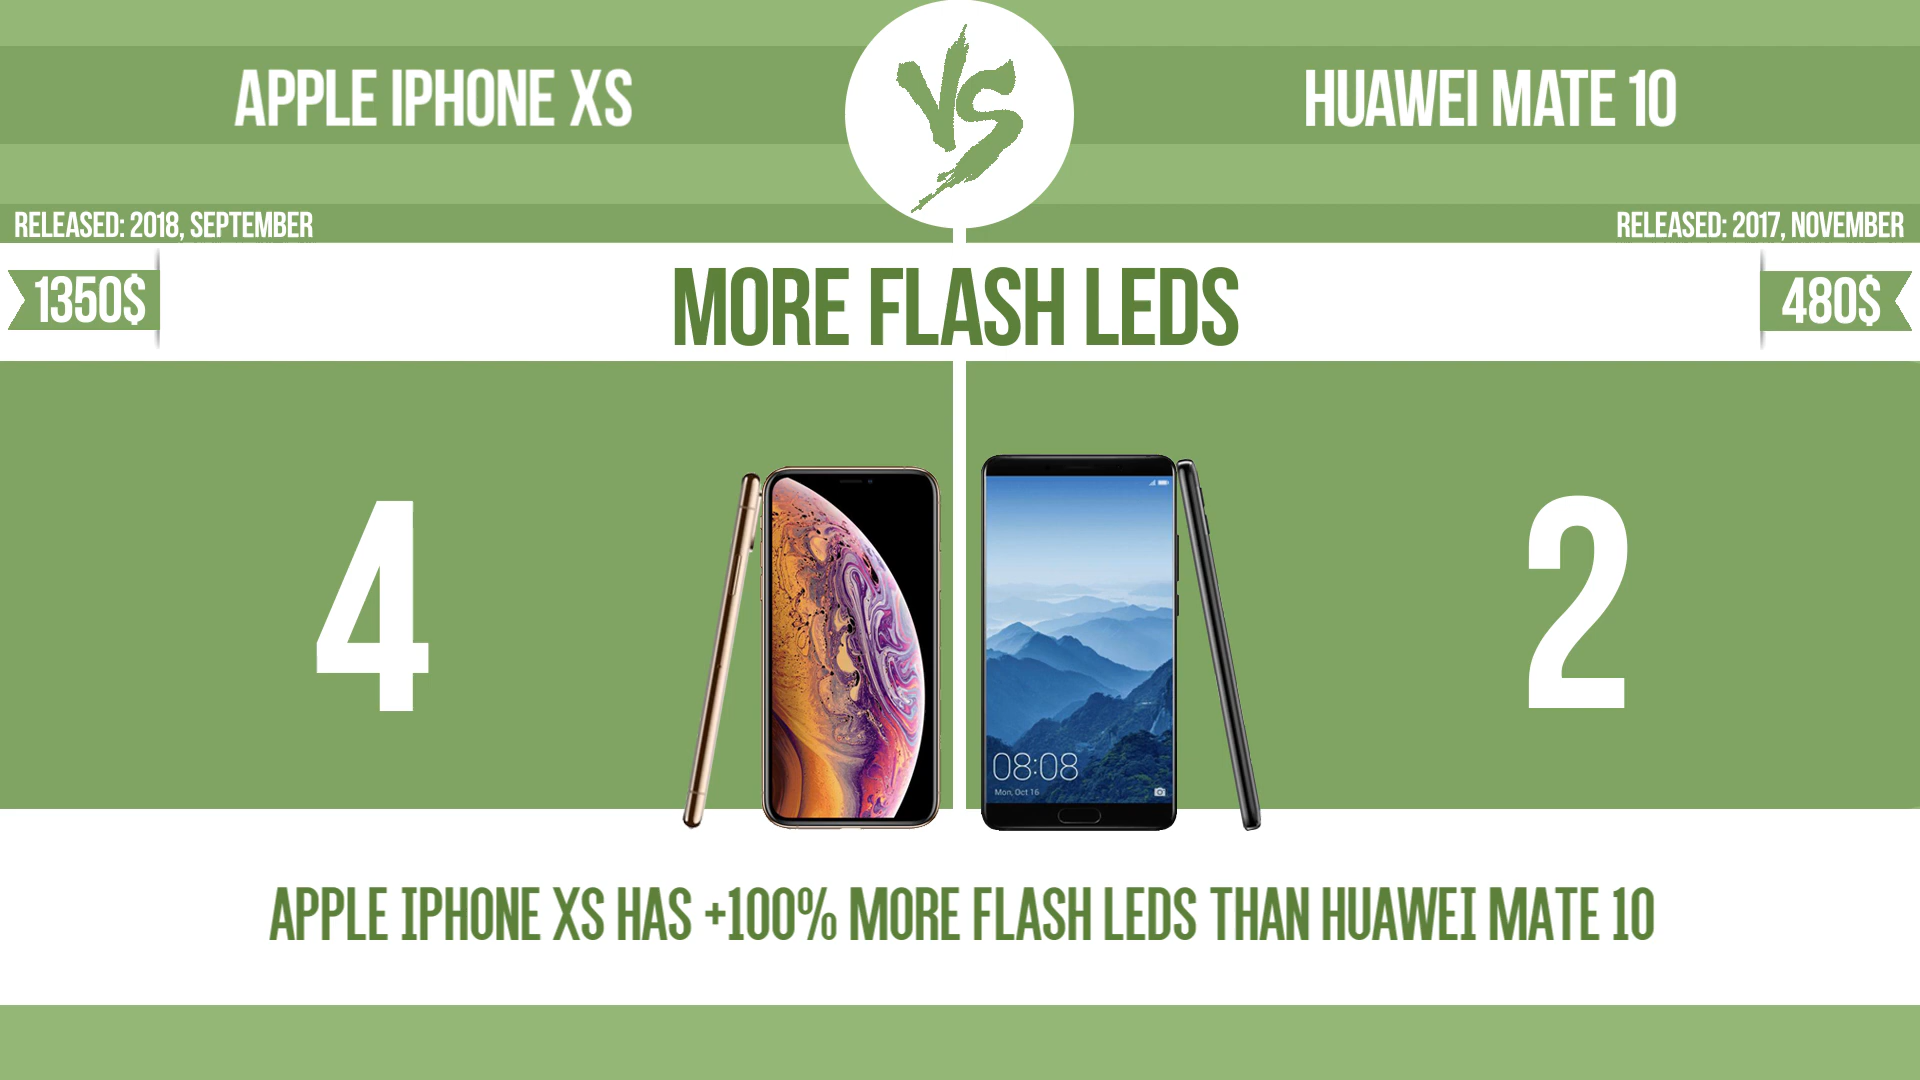 APPLE IPHONE XS
VS
HUAWEI MATE 10
RELEASED: 2018, SEPTEMBER
RELEASED: 2017, NOVEMBER
1350$
MORE FLASH LEDS
480$
4
2
08:08
Mon, Oct 16
APPLE IPHONE XS HAS +100% MORE FLASH LEDS THAN HUAWEI MATE 10